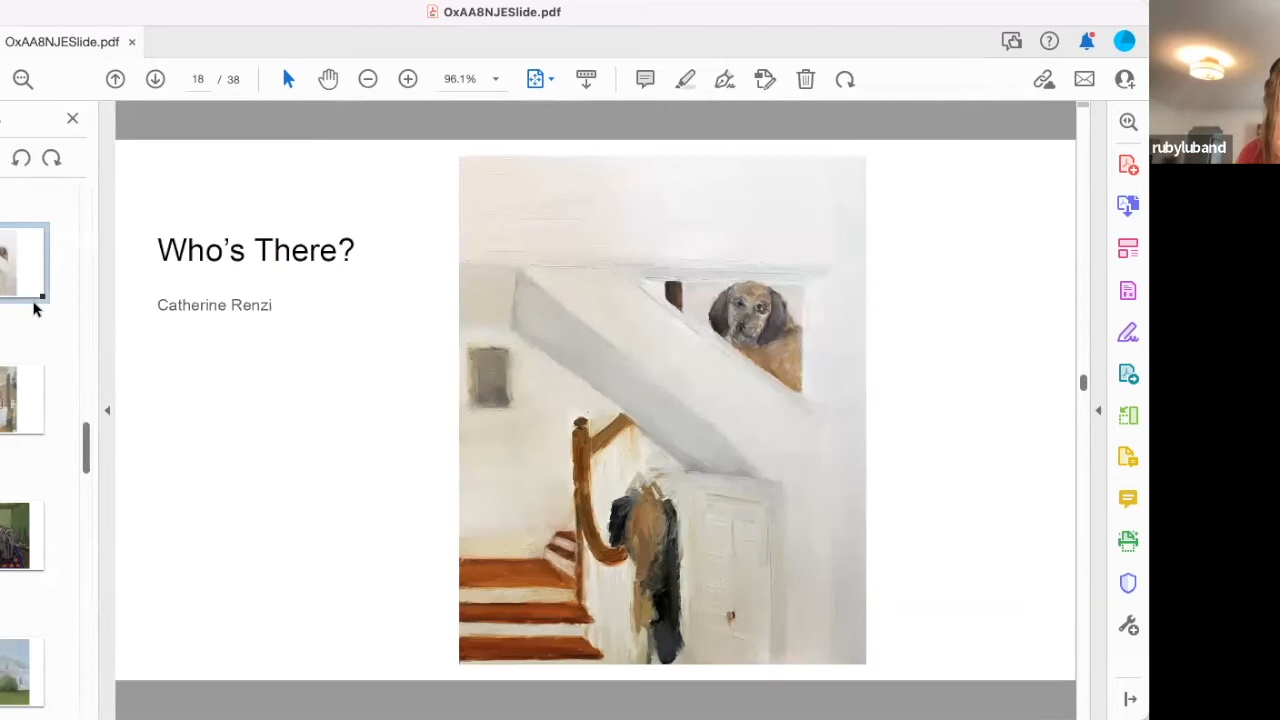 OxAA8NJESlide.pdf
OxAA8NJESlide.pdf ×
18 / 38
96.1%
rubyluband
Who's There?
Catherine Renzi